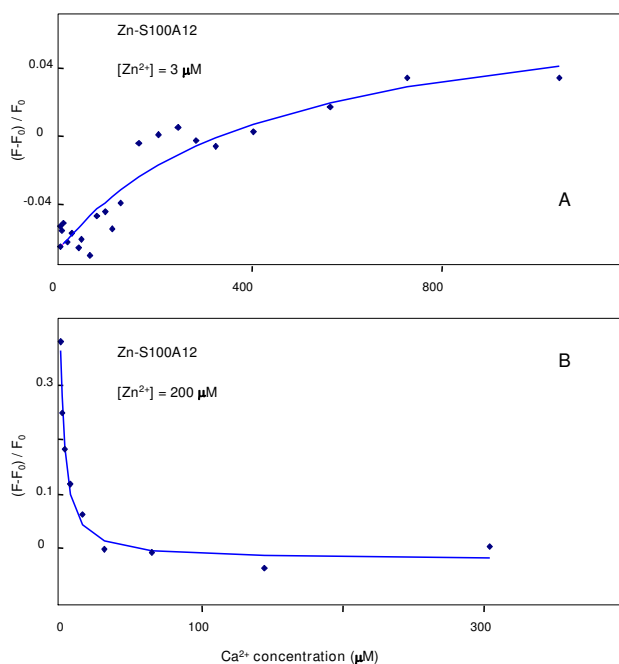 Zn-S100A12
[Zn²⁺] = 3 μM
0.04
0
-0.04
(F-F₀) / F₀
A
0 400 800
Zn-S100A12
[Zn²⁺] = 200 μM
B
0.3
0.1
0
(F-F₀) / F₀
0 100 300
Ca²⁺ concentration (μM)